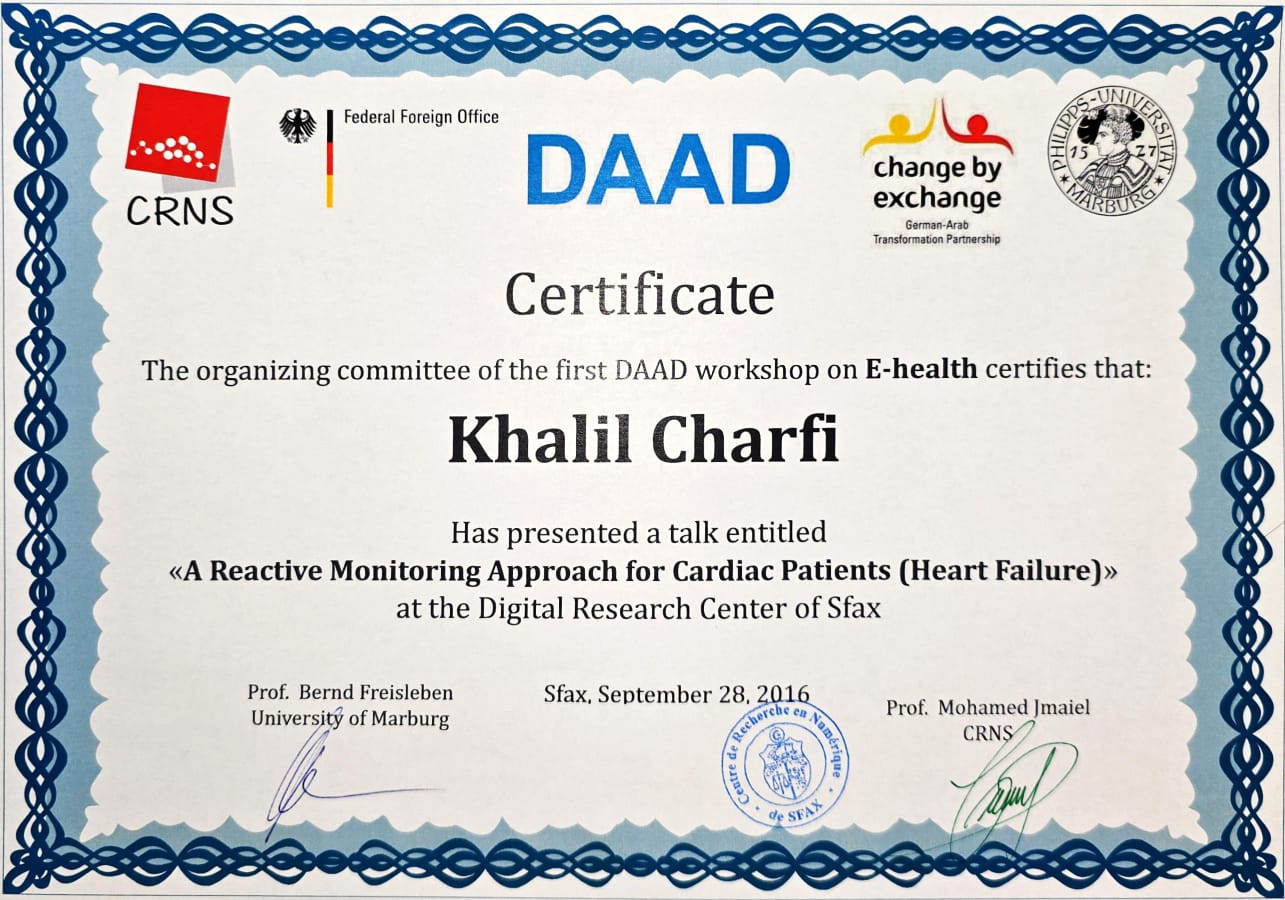 CRNS
Federal Foreign Office
DAAD
change by
exchange
German-Arab
Transformation Partnership
PHILIPPS-UNIVERSITÄT MARBURG
15 27
Certificate
The organizing committee of the first DAAD workshop on E-health certifies that:
Khalil Charfi
Has presented a talk entitled
«A Reactive Monitoring Approach for Cardiac Patients (Heart Failure)»
at the Digital Research Center of Sfax
Prof. Bernd Freisleben
University of Marburg
Sfax, September 28, 2016
Centre de Recherche en Numérique
de SFAX
Prof. Mohamed Jmaiel
CRNS